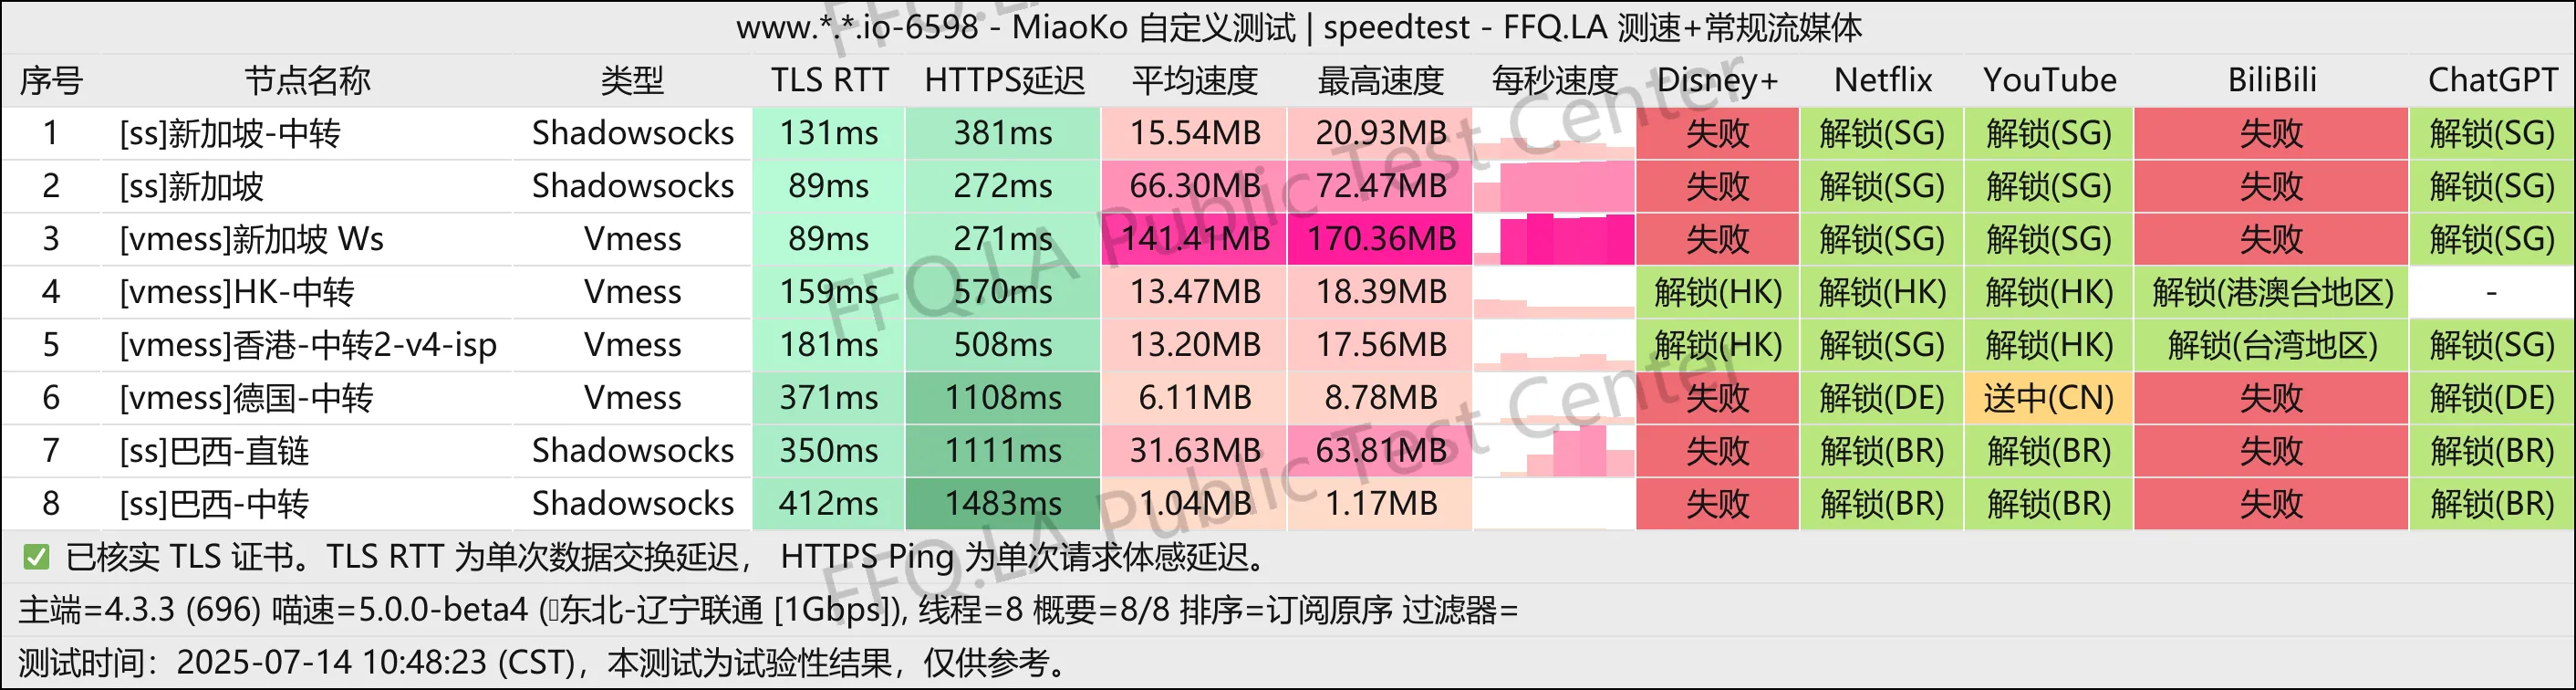 www.*.*.io-6598 - MiaoKo 自定义测试 | speedtest - FFQ.LA 测速+常规流媒体
序号 节点名称 类型 TLS RTT HTTPS延迟 平均速度 最高速度 每秒速度 Disney+ Netflix YouTube BiliBili ChatGPT
1 [ss]新加坡-中转 Shadowsocks 131ms 381ms 15.54MB 20.93MB 失败 解锁(SG) 解锁(SG) 失败 解锁(SG)
2 [ss]新加坡 Shadowsocks 89ms 272ms 66.30MB 72.47MB 失败 解锁(SG) 解锁(SG) 失败 解锁(SG)
3 [vmess]新加坡 Ws Vmess 89ms 271ms 141.41MB 170.36MB 失败 解锁(SG) 解锁(SG) 失败 解锁(SG)
4 [vmess]HK-中转 Vmess 159ms 570ms 13.47MB 18.39MB 解锁(HK) 解锁(HK) 解锁(HK) 解锁(港澳台地区) -
5 [vmess]香港-中转2-v4-isp Vmess 181ms 508ms 13.20MB 17.56MB 解锁(HK) 解锁(SG) 解锁(HK) 解锁(台湾地区) 解锁(SG)
6 [vmess]德国-中转 Vmess 371ms 1108ms 6.11MB 8.78MB 失败 解锁(DE) 送中(CN) 失败 解锁(DE)
7 [ss]巴西-直链 Shadowsocks 350ms 1111ms 31.63MB 63.81MB 失败 解锁(BR) 解锁(BR) 失败 解锁(BR)
8 [ss]巴西-中转 Shadowsocks 412ms 1483ms 1.04MB 1.17MB 失败 解锁(BR) 解锁(BR) 失败 解锁(BR)
✅ 已核实 TLS 证书。TLS RTT 为单次数据交换延迟， HTTPS Ping 为单次请求体感延迟。
主端=4.3.3 (696) 喵速=5.0.0-beta4 (▯东北-辽宁联通 [1Gbps]), 线程=8 概要=8/8 排序=订阅原序 过滤器=
测试时间：2025-07-14 10:48:23 (CST)，本测试为试验性结果，仅供参考。
FFQ.LA Public Test Center
FFQ.LA Public Test Center